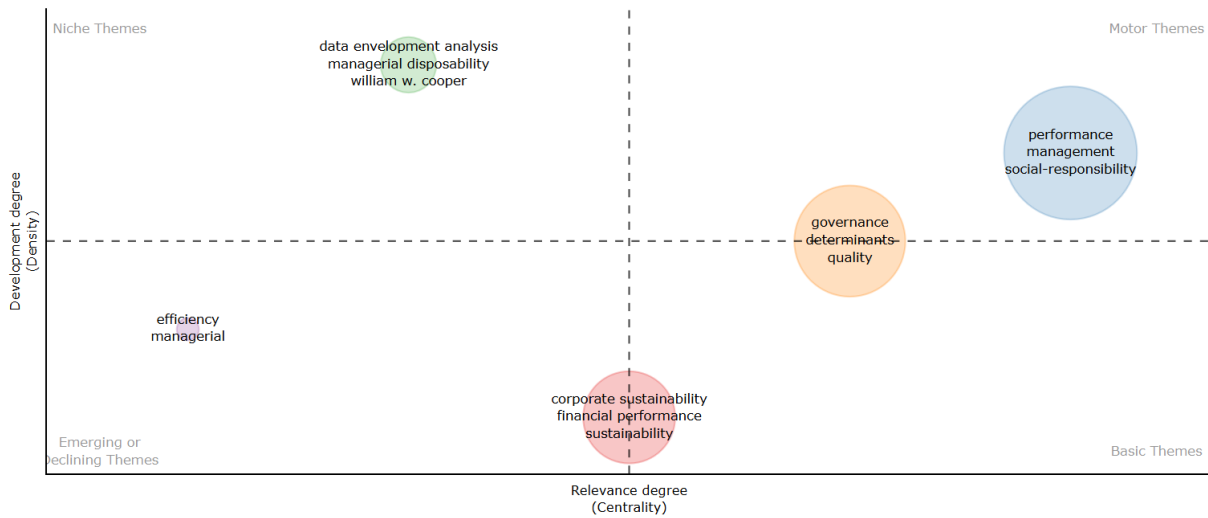 Niche Themes
Motor Themes
data envelopment analysis
managerial disposability
william w. cooper
performance
management
social-responsibility
governance
determinants
quality
Development degree
(Density)
efficiency
managerial
corporate sustainability
financial performance
sustainability
Emerging or
Declining Themes
Basic Themes
Relevance degree
(Centrality)